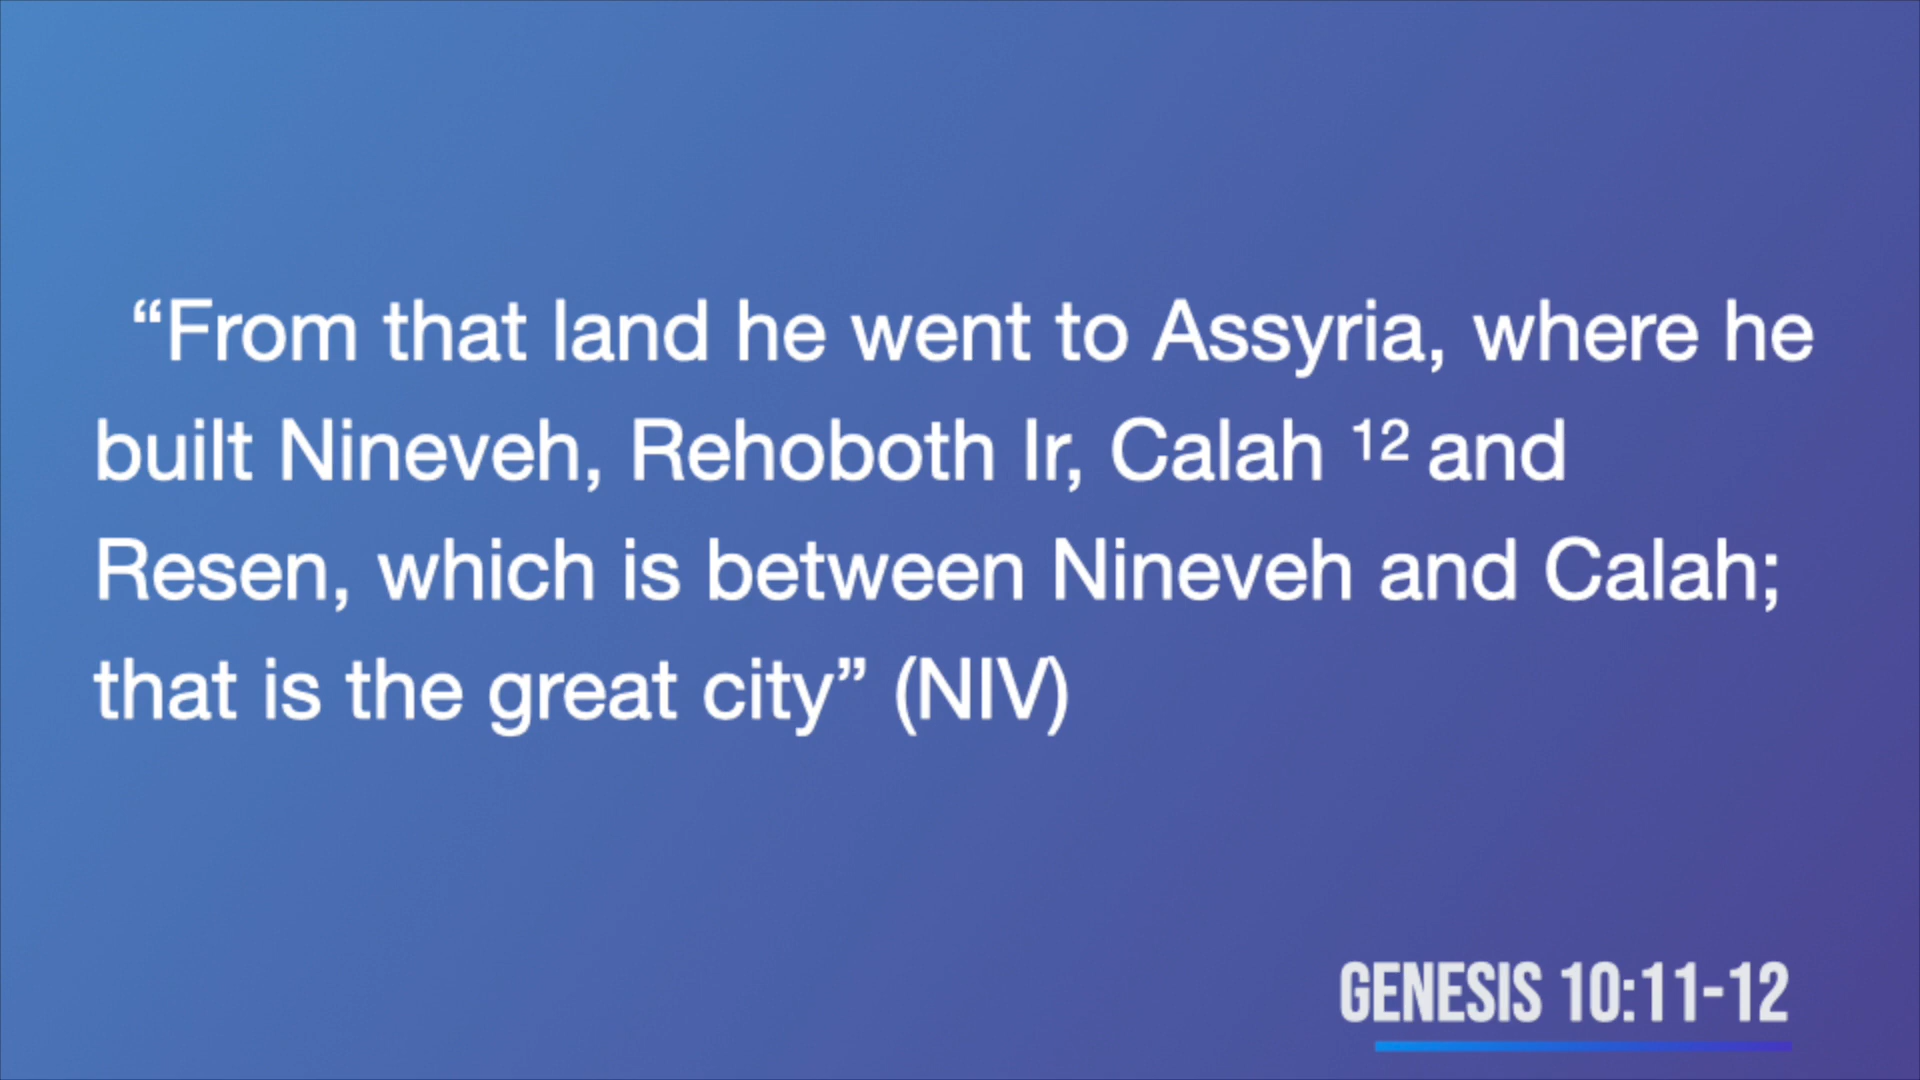 “From that land he went to Assyria, where he
built Nineveh, Rehoboth Ir, Calah ¹² and
Resen, which is between Nineveh and Calah;
that is the great city” (NIV)
GENESIS 10:11-12